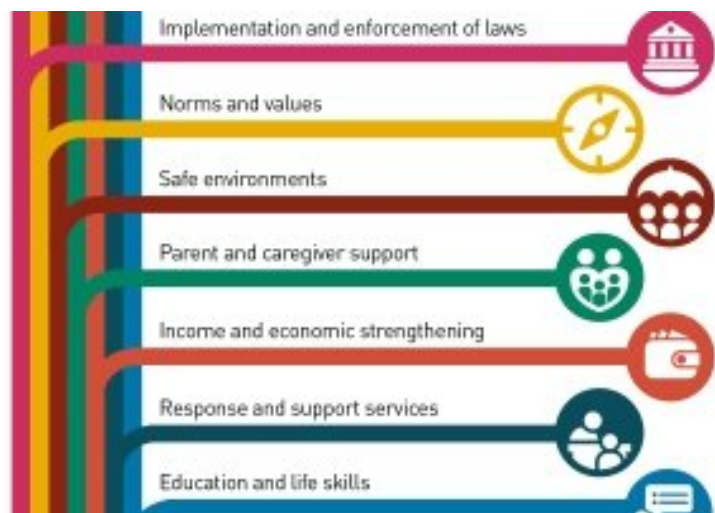 Implementation and enforcement of laws
Norms and values
Safe environments
Parent and caregiver support
Income and economic strengthening
Response and support services
Education and life skills